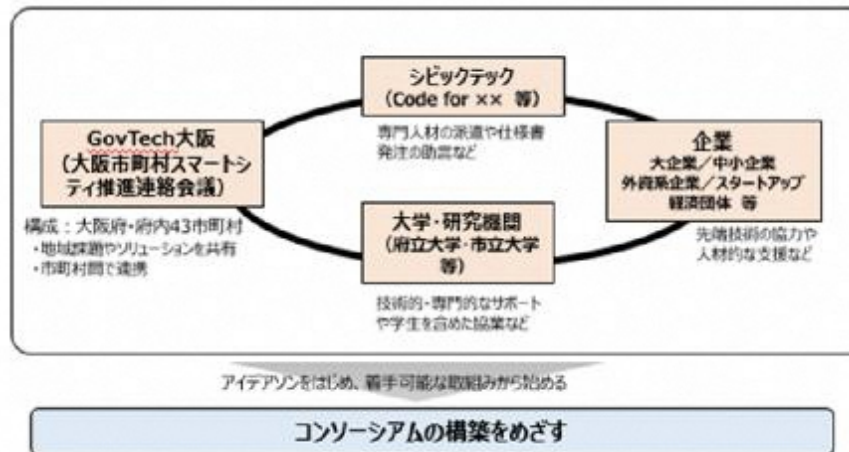 シビックテック
(Code for ×× 等)
専門人材の派遣や仕様書
発注の助言など
GovTech大阪
(大阪市町村スマートシ
ティ推進連絡会議)
構成:大阪府・府内43市町村
・地域課題やソリューションを共有
・市町村間で連携
企業
大企業/中小企業
外資系企業/スタートアップ
経済団体 等
先端技術の協力や
人材的な支援など
大学・研究機関
(府立大学・市立大学
等)
技術的・専門的なサポート
や学生を含めた協業など
アイデアソンをはじめ、着手可能な取組みから始める
コンソーシアムの構築をめざす